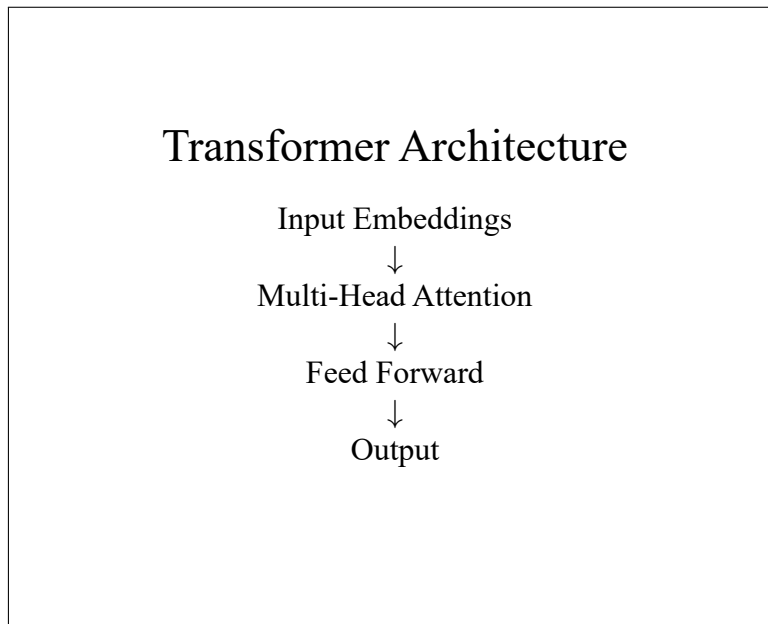 Transformer Architecture
Input Embeddings
↓
Multi-Head Attention
↓
Feed Forward
↓
Output